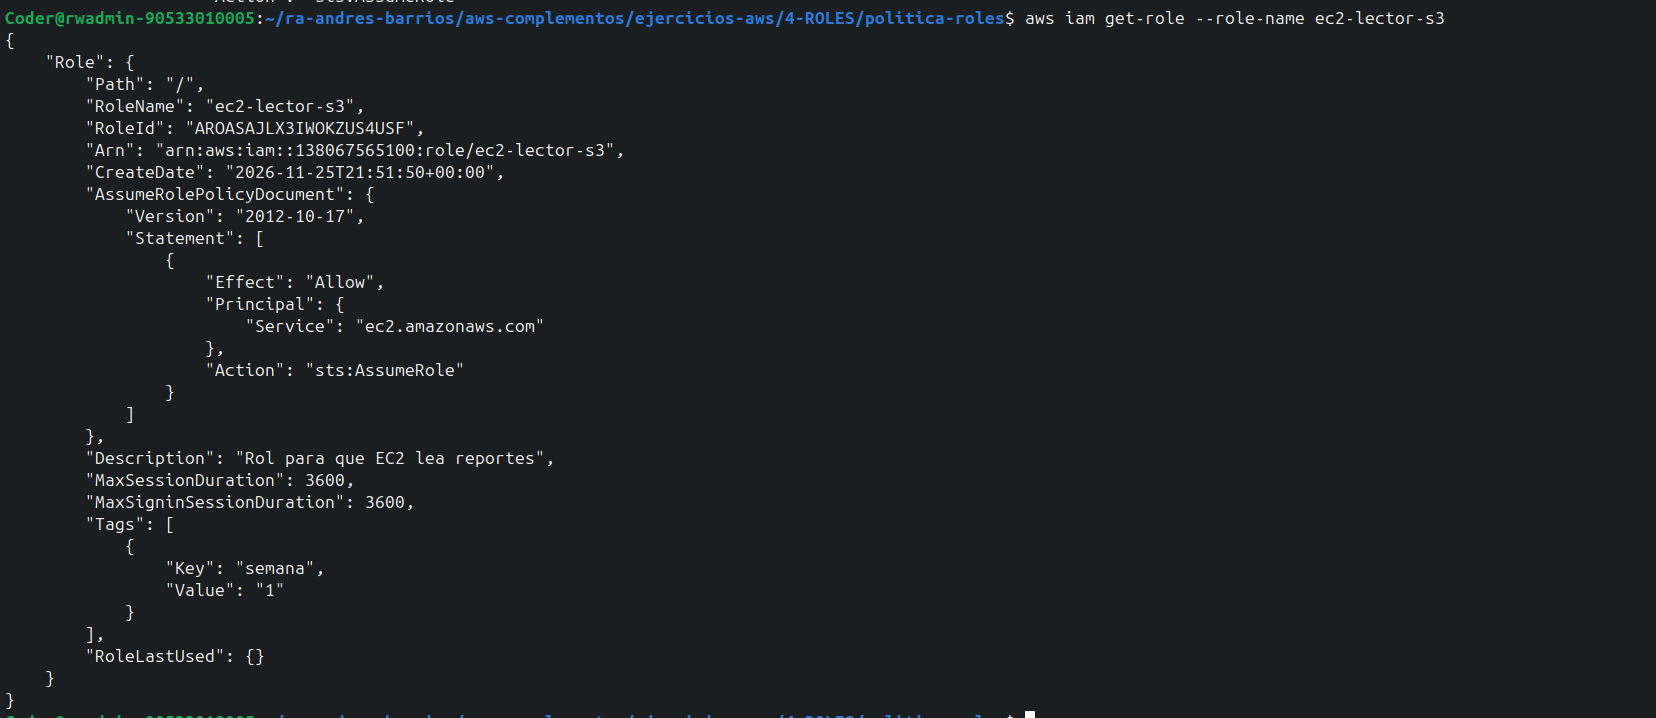 Coder@rwadmin-90533010005:~/ra-andres-barrios/aws-complementos/ejercicios-aws/4-ROLES/politica-roles$ aws iam get-role --role-name ec2-lector-s3
{
    "Role": {
        "Path": "/",
        "RoleName": "ec2-lector-s3",
        "RoleId": "AROASAJLX3IWOKZUS4USF",
        "Arn": "arn:aws:iam::138067565100:role/ec2-lector-s3",
        "CreateDate": "2026-11-25T21:51:50+00:00",
        "AssumeRolePolicyDocument": {
            "Version": "2012-10-17",
            "Statement": [
                {
                    "Effect": "Allow",
                    "Principal": {
                        "Service": "ec2.amazonaws.com"
                    },
                    "Action": "sts:AssumeRole"
                }
            ]
        },
        "Description": "Rol para que EC2 lea reportes",
        "MaxSessionDuration": 3600,
        "MaxSigninSessionDuration": 3600,
        "Tags": [
            {
                "Key": "semana",
                "Value": "1"
            }
        ],
        "RoleLastUsed": {}
    }
}